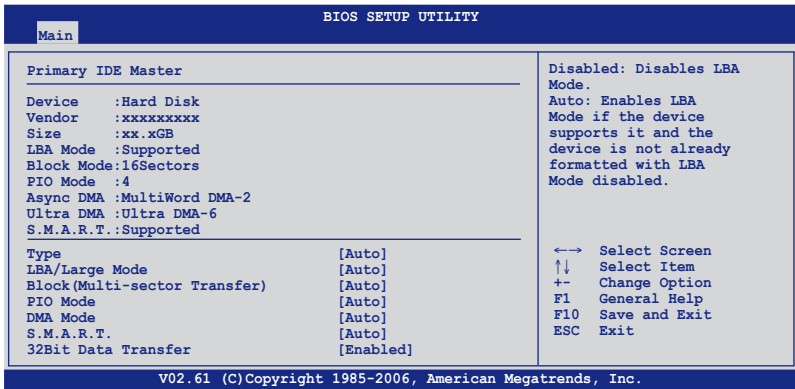 BIOS SETUP UTILITY
Main
Primary IDE Master
Device :Hard Disk
Vendor :xxxxxxxxx
Size :xx.xGB
LBA Mode :Supported
Block Mode:16Sectors
PIO Mode :4
Async DMA :MultiWord DMA-2
Ultra DMA :Ultra DMA-6
S.M.A.R.T.:Supported
Type [Auto]
LBA/Large Mode [Auto]
Block(Multi-sector Transfer) [Auto]
PIO Mode [Auto]
DMA Mode [Auto]
S.M.A.R.T. [Auto]
32Bit Data Transfer [Enabled]
Disabled: Disables LBA
Mode.
Auto: Enables LBA
Mode if the device
supports it and the
device is not already
formatted with LBA
Mode disabled.
←→ Select Screen
↑↓ Select Item
+- Change Option
F1 General Help
F10 Save and Exit
ESC Exit
V02.61 (C)Copyright 1985-2006, American Megatrends, Inc.